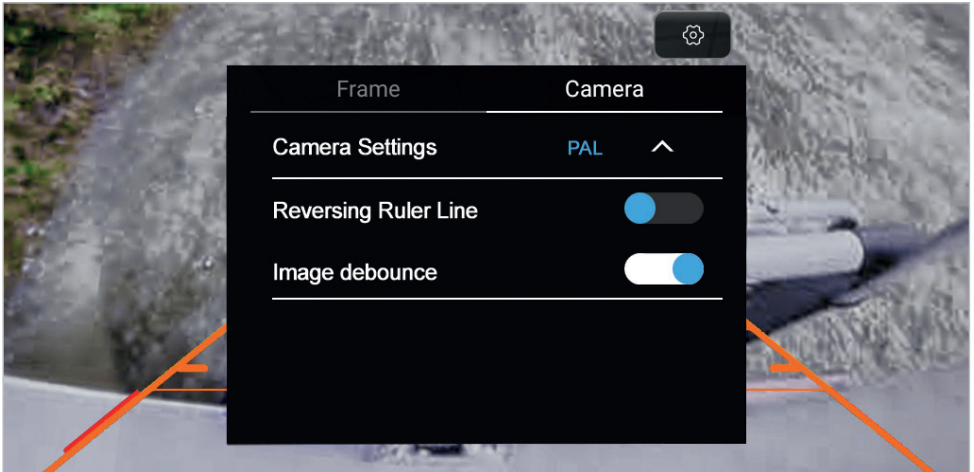 Frame Camera
Camera Settings PAL
Reversing Ruler Line
Image debounce